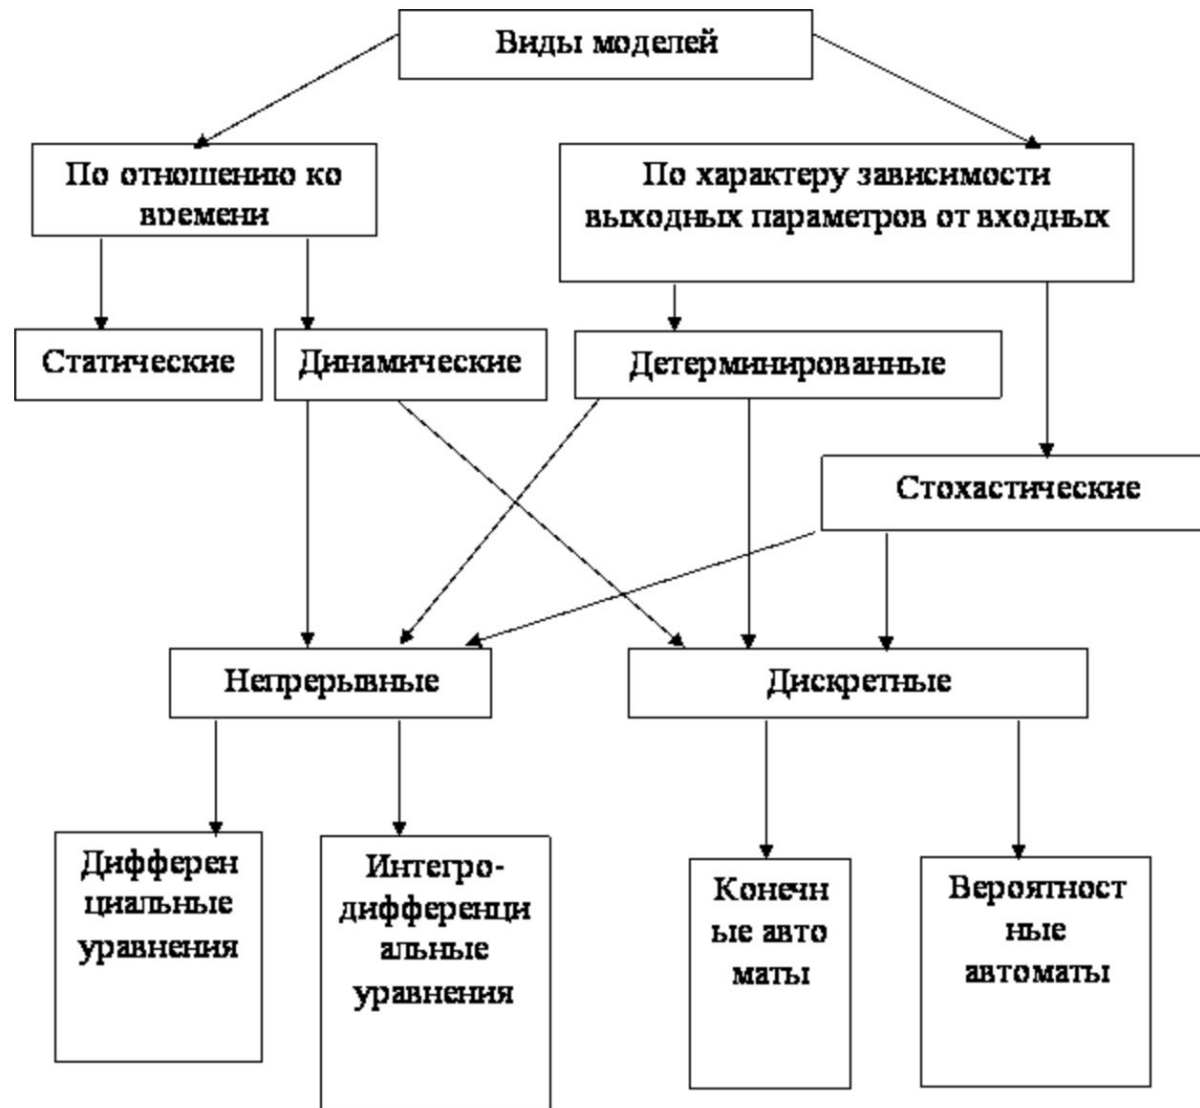 Виды моделей
По отношению ко
времени
По характеру зависимости
выходных параметров от входных
Статические
Динамические
Детерминированные
Стохастические
Непрерывные
Дискретные
Дифферен
циальные
уравнения
Интегро-
дифференци
альные
уравнения
Конечн
ые авто
маты
Вероятност
ные
автоматы